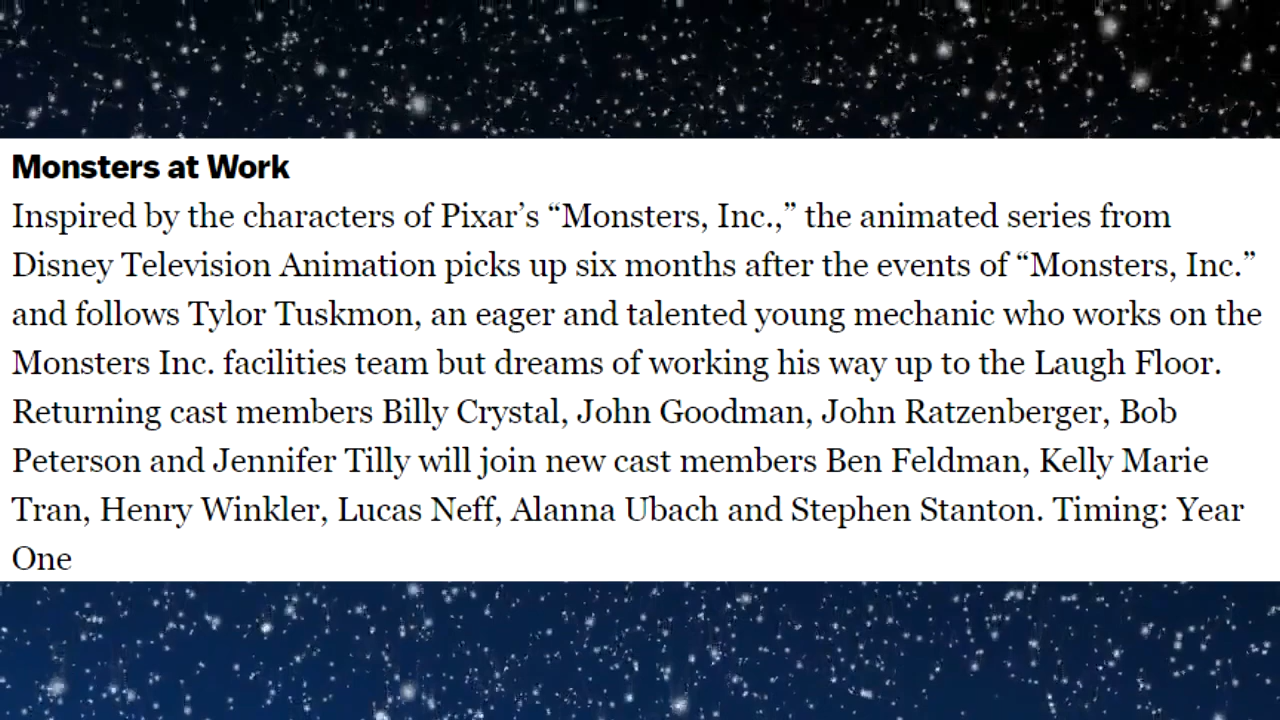 Monsters at Work
Inspired by the characters of Pixar’s “Monsters, Inc.,” the animated series from
Disney Television Animation picks up six months after the events of “Monsters, Inc.”
and follows Tylor Tuskmon, an eager and talented young mechanic who works on the
Monsters Inc. facilities team but dreams of working his way up to the Laugh Floor.
Returning cast members Billy Crystal, John Goodman, John Ratzenberger, Bob
Peterson and Jennifer Tilly will join new cast members Ben Feldman, Kelly Marie
Tran, Henry Winkler, Lucas Neff, Alanna Ubach and Stephen Stanton. Timing: Year
One